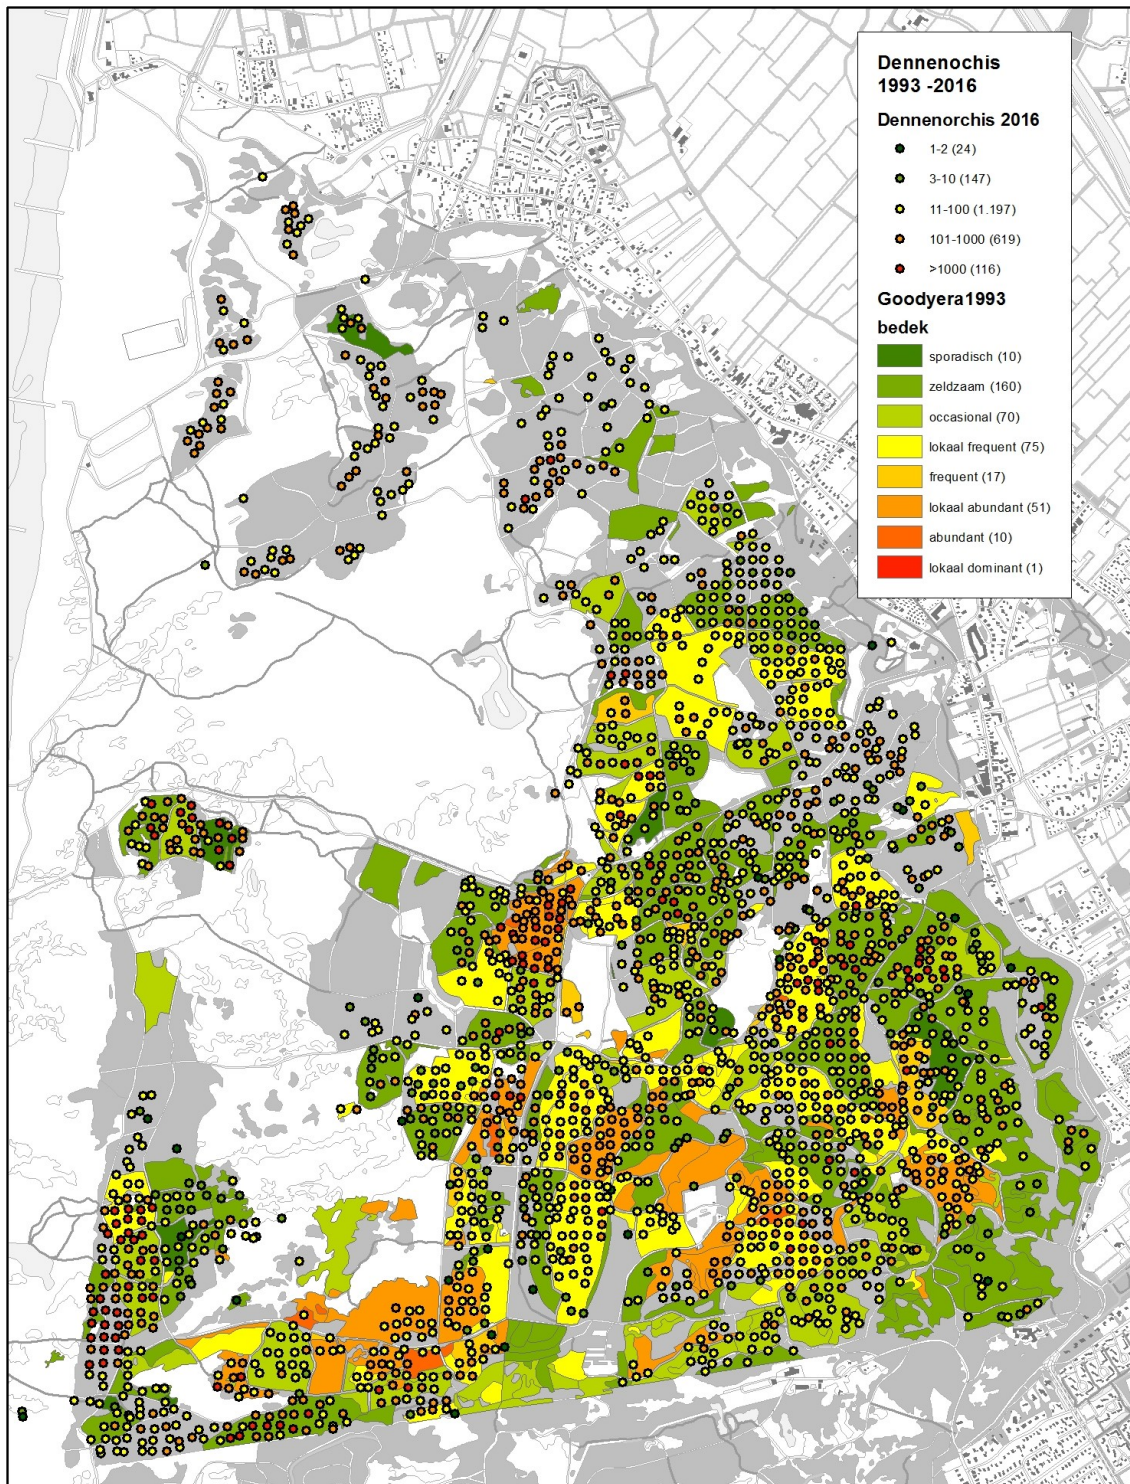 Dennenochis
1993 -2016
Dennenorchis 2016
1-2 (24)
3-10 (147)
11-100 (1.197)
101-1000 (619)
>1000 (116)
Goodyera1993
bedek
sporadisch (10)
zeldzaam (160)
occasional (70)
lokaal frequent (75)
frequent (17)
lokaal abundant (51)
abundant (10)
lokaal dominant (1)